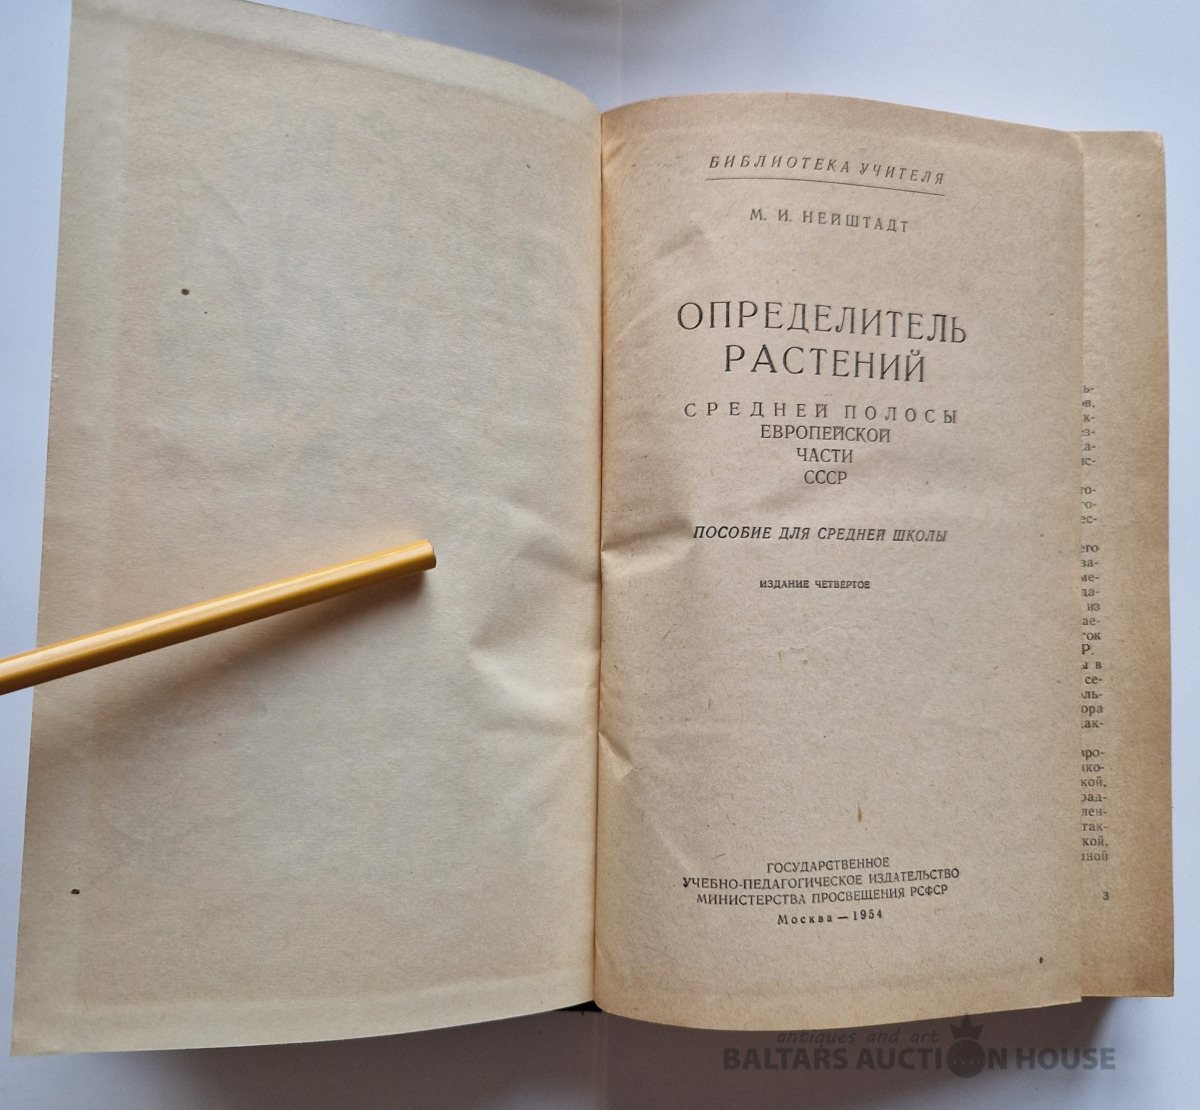 БИБЛИОТЕКА УЧИТЕЛЯ
М. И. НЕЙШТАДТ
ОПРЕДЕЛИТЕЛЬ
РАСТЕНИЙ
СРЕДНЕЙ ПОЛОСЫ
ЕВРОПЕЙСКОЙ
ЧАСТИ
СССР
ПОСОБИЕ ДЛЯ СРЕДНЕЙ ШКОЛЫ
ИЗДАНИЕ ЧЕТВЕРТОЕ
ГОСУДАРСТВЕННОЕ
УЧЕБНО-ПЕДАГОГИЧЕСКОЕ ИЗДАТЕЛЬСТВО
МИНИСТЕРСТВА ПРОСВЕЩЕНИЯ РСФСР
Москва — 1954
3
antiques and art
BALTARS AUCTION HOUSE